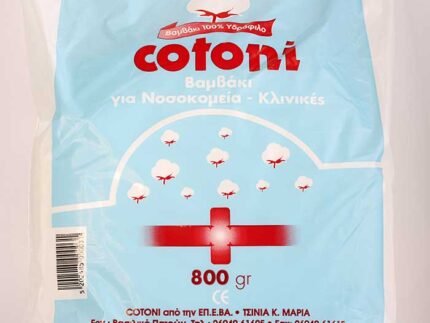 Βαμβάκι 100% Υδρόφιλο
cotoni
Βαμβάκι
για Νοσοκομεία - Κλινικές
800 gr
CE
COTONI από την ΕΠ.Ε.ΒΑ. • ΤΣΙΝΙΑ Κ. ΜΑΡΙΑ